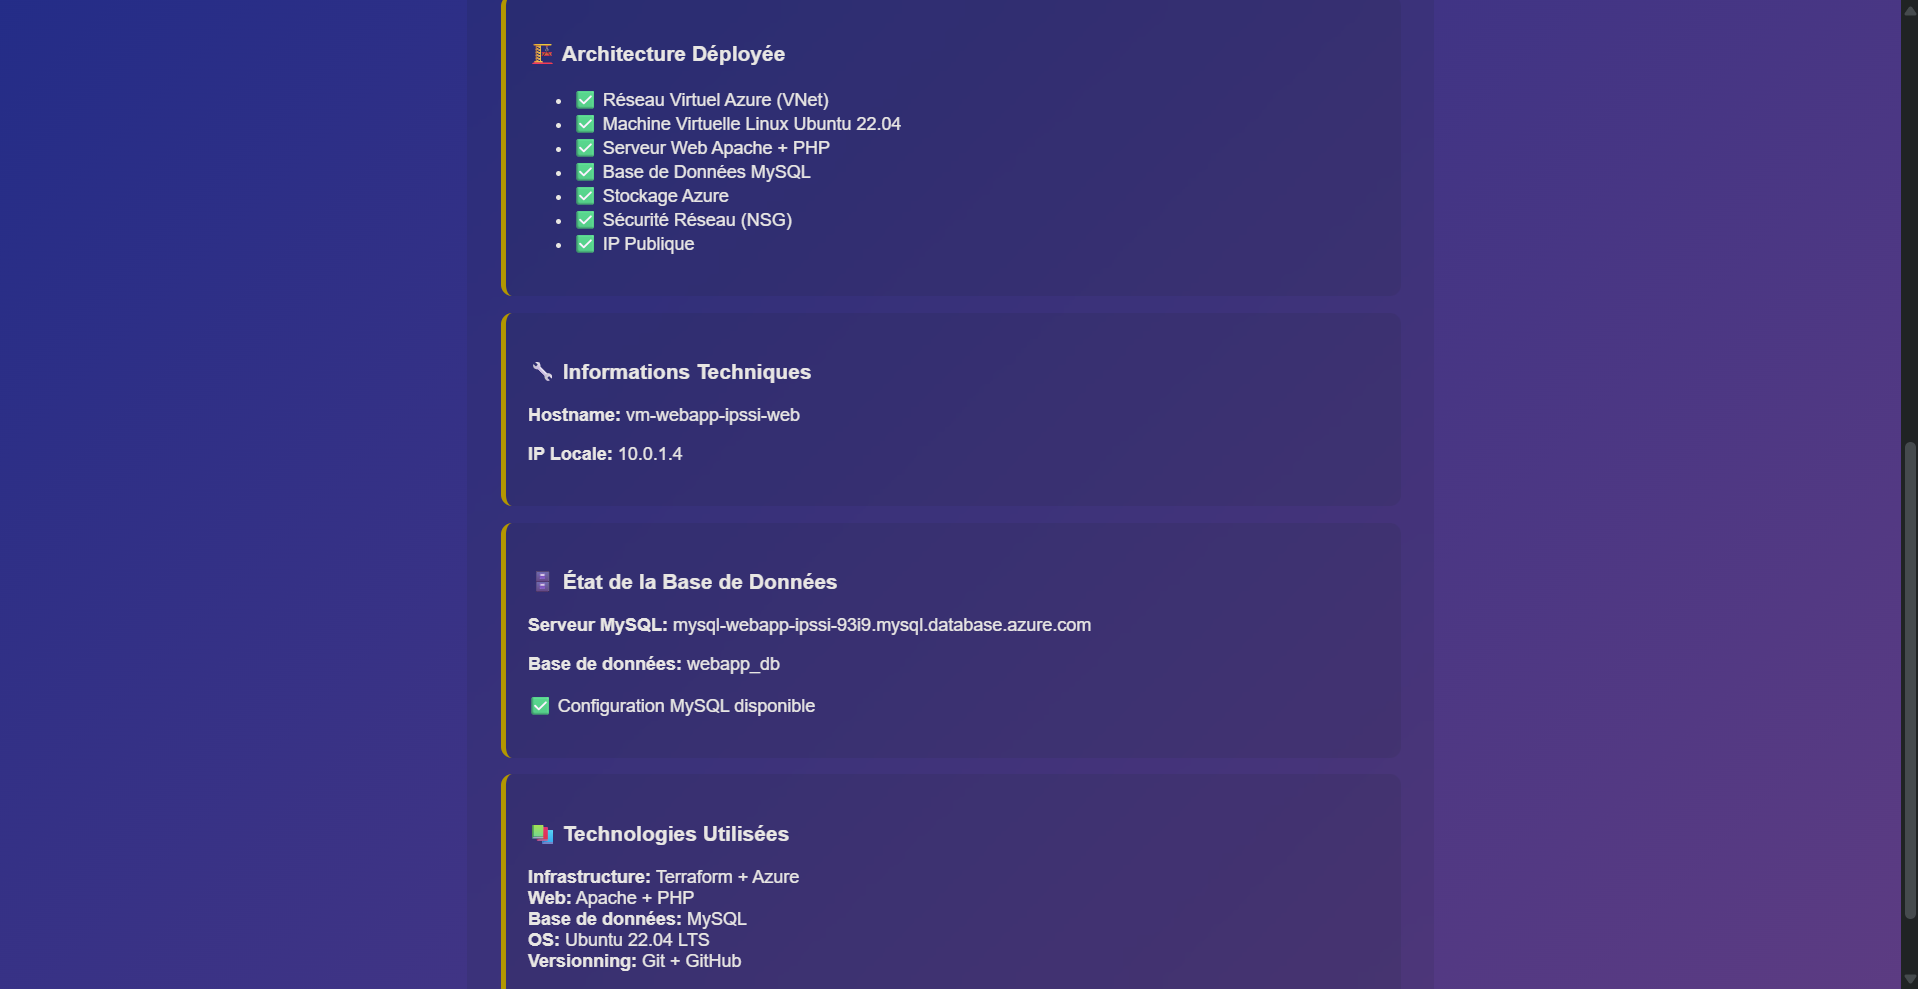 Architecture Déployée
Réseau Virtuel Azure (VNet)
Machine Virtuelle Linux Ubuntu 22.04
Serveur Web Apache + PHP
Base de Données MySQL
Stockage Azure
Sécurité Réseau (NSG)
IP Publique
Informations Techniques
Hostname: vm-webapp-ipssi-web
IP Locale: 10.0.1.4
État de la Base de Données
Serveur MySQL: mysql-webapp-ipssi-93i9.mysql.database.azure.com
Base de données: webapp_db
Configuration MySQL disponible
Technologies Utilisées
Infrastructure: Terraform + Azure
Web: Apache + PHP
Base de données: MySQL
OS: Ubuntu 22.04 LTS
Versionning: Git + GitHub